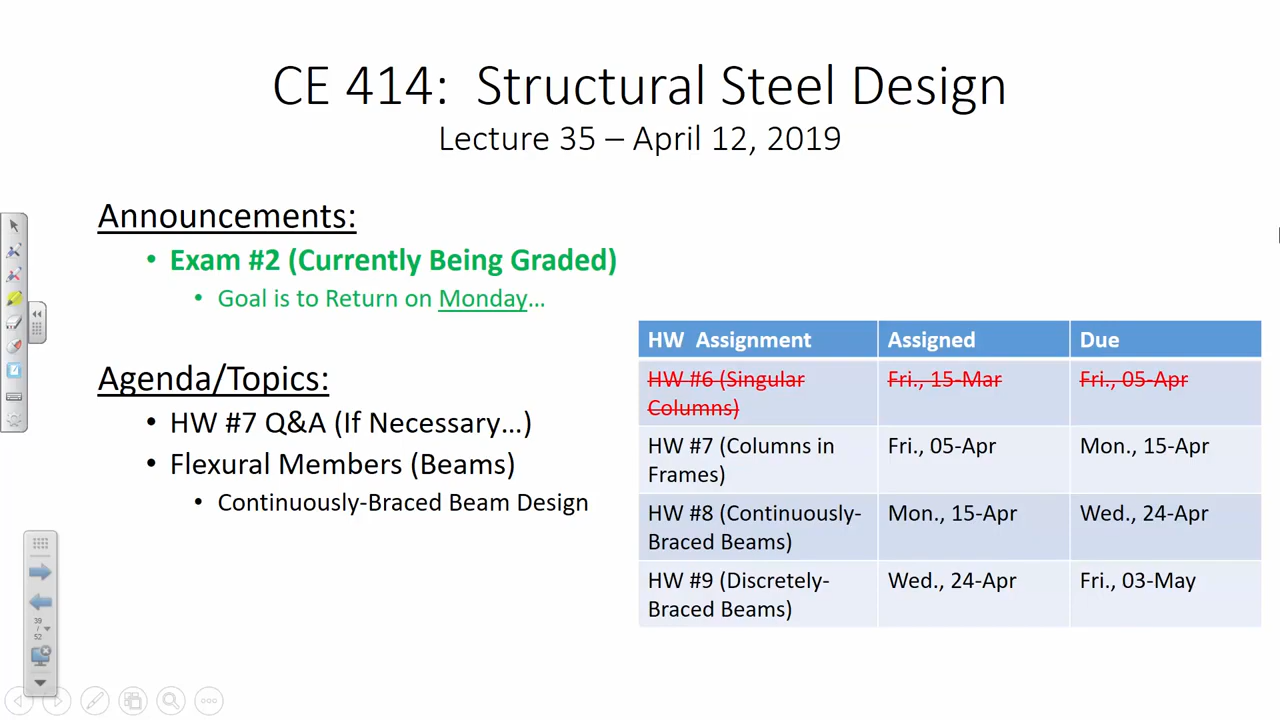 CE 414:  Structural Steel Design
Lecture 35 – April 12, 2019
Announcements:
• Exam #2 (Currently Being Graded)
• Goal is to Return on Monday…
Agenda/Topics:
• HW #7 Q&A (If Necessary…)
• Flexural Members (Beams)
• Continuously-Braced Beam Design
HW  Assignment Assigned Due
HW #6 (Singular Columns) Fri., 15-Mar Fri., 05-Apr
HW #7 (Columns in Frames) Fri., 05-Apr Mon., 15-Apr
HW #8 (Continuously-Braced Beams) Mon., 15-Apr Wed., 24-Apr
HW #9 (Discretely-Braced Beams) Wed., 24-Apr Fri., 03-May
39
/
52